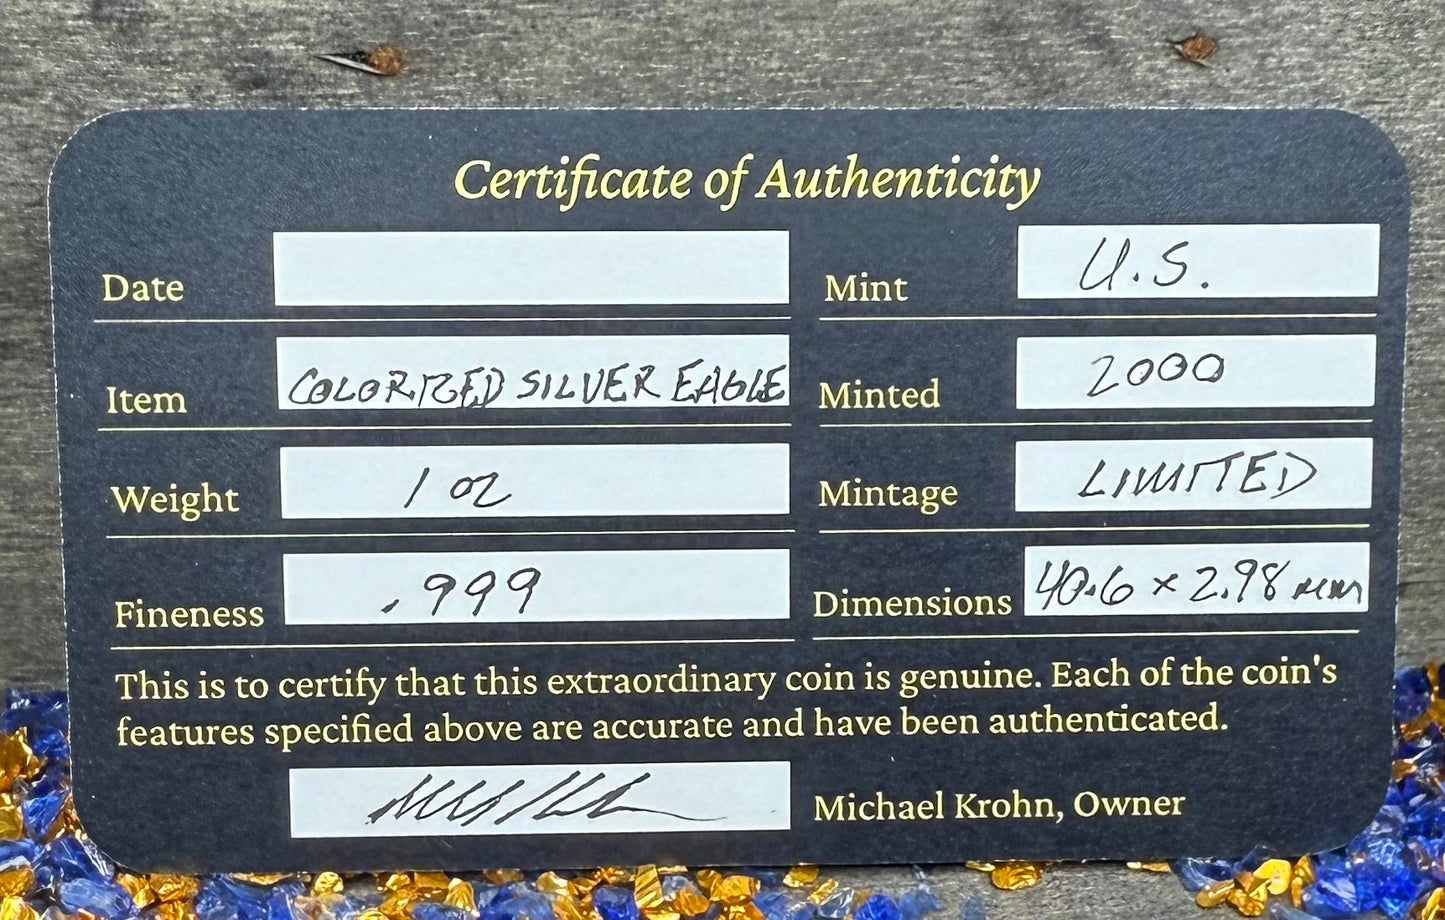 Certificate of Authenticity
Date
Mint U.S.
Item COLORIZED SILVER EAGLE
Minted 2000
Weight 1 oz
Mintage LIMITED
Fineness .999
Dimensions 40.6 x 2.98 mm
This is to certify that this extraordinary coin is genuine. Each of the coin's
features specified above are accurate and have been authenticated.
Michael Krohn, Owner